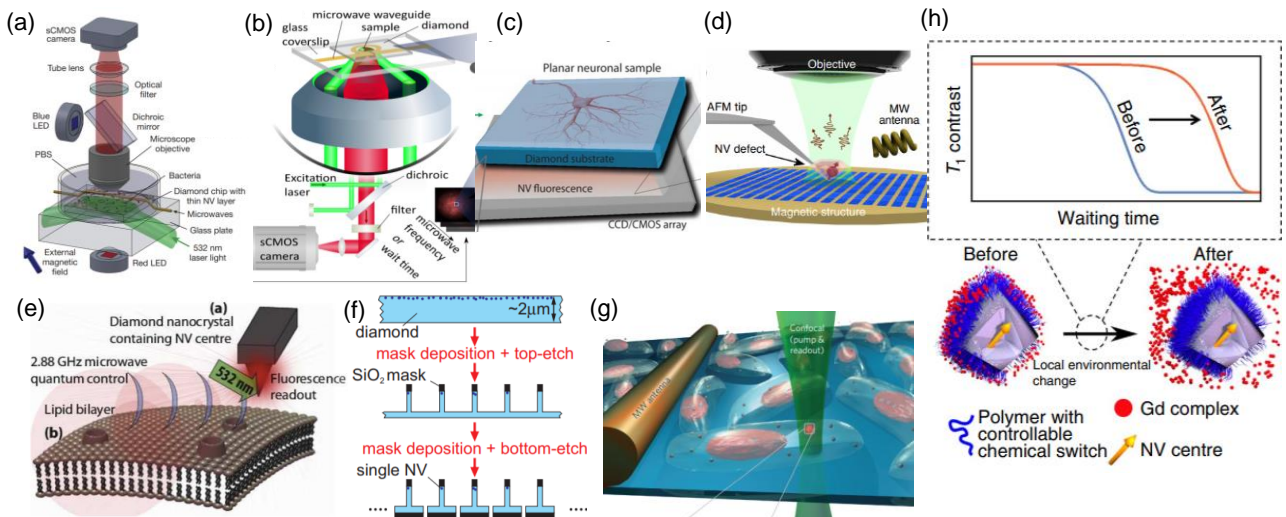 (a)
sCMOS
camera
Tube lens
Optical
filter
Blue
LED
Dichroic
mirror
Microscope
objective
PBS
Bacteria
Diamond chip with
thin NV layer
Microwaves
Glass plate
532 nm
laser light
External
magnetic
field
Red LED
(b)
microwave waveguide
glass
coverslip
sample
diamond
Excitation
laser
dichroic
filter
sCMOS
camera
microwave
frequency
or
wait time
(c)
Planar neuronal sample
Diamond substrate
NV fluorescence
CCD/CMOS array
(d)
Objective
AFM tip
MW
antenna
NV defect
Magnetic structure
(h)
T1 contrast
Before
After
Waiting time
Before
After
Local environmental
change
Polymer with
controllable
chemical switch
Gd complex
NV centre
(e)
(a)
Diamond nanocrystal
containing NV centre
2.88 GHz microwave
quantum control
532 nm
Fluorescence
readout
Lipid bilayer
(b)
(f)
~2μm
diamond
mask deposition + top-etch
SiO2 mask
mask deposition + bottom-etch
single NV
....
....
(g)
Confocal
(pump &
readout)
MW antenna